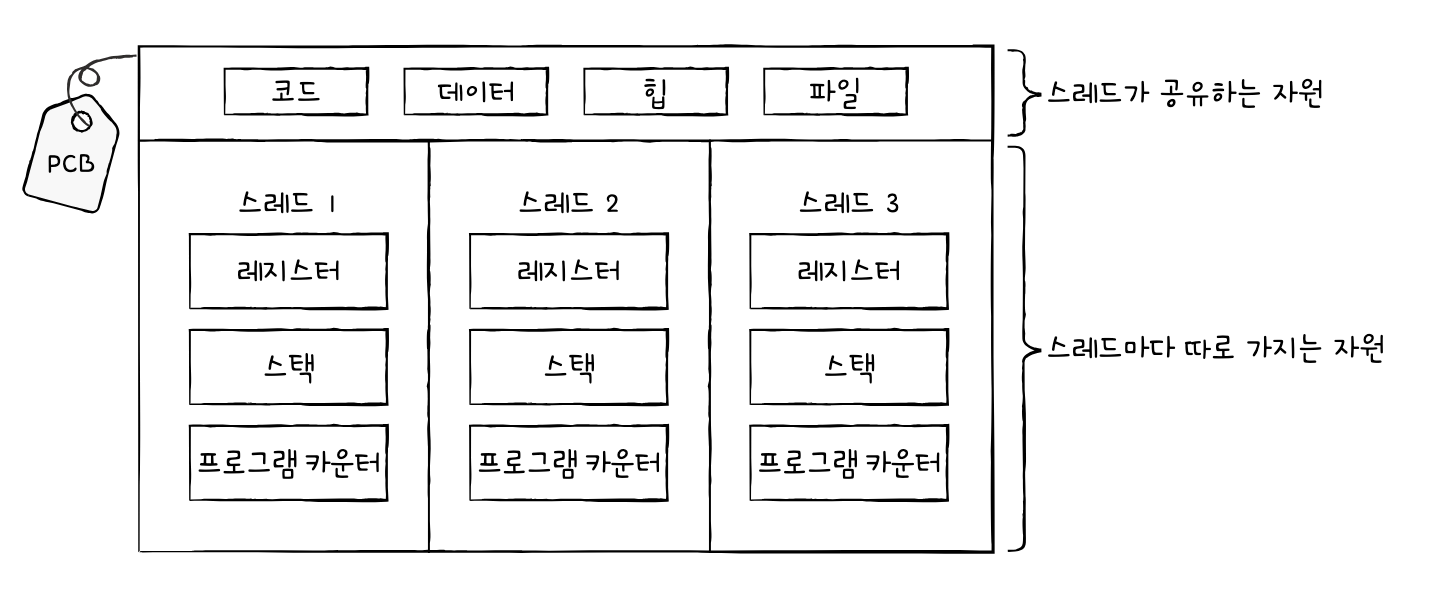 코드 데이터 힙 파일
스레드가 공유하는 자원
PCB
스레드 1 스레드 2 스레드 3
레지스터 레지스터 레지스터
스택 스택 스택
스레드마다 따로 가지는 자원
프로그램 카운터 프로그램 카운터 프로그램 카운터